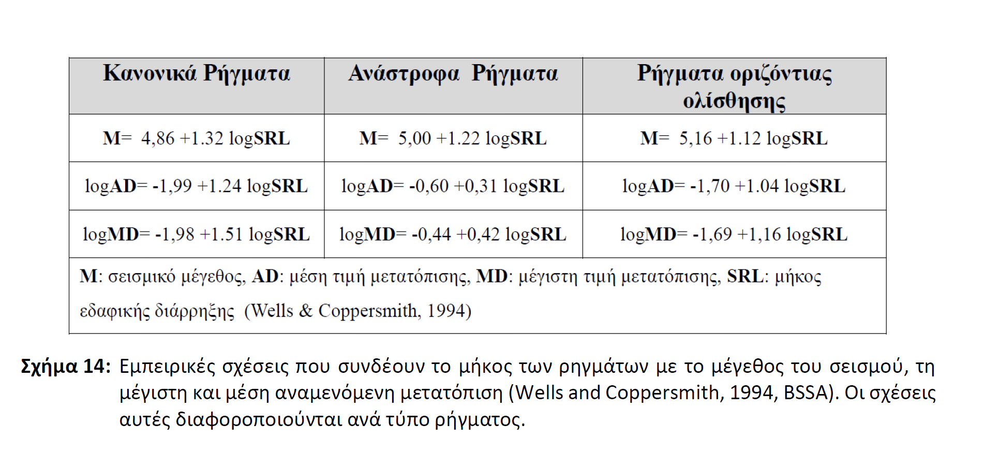 Κανονικά Ρήγματα
Ανάστροφα Ρήγματα
Ρήγματα οριζόντιας
ολίσθησης
M= 4,86 +1.32 logSRL
M= 5,00 +1.22 logSRL
M= 5,16 +1.12 logSRL
logAD= -1,99 +1.24 logSRL
logAD= -0,60 +0,31 logSRL
logAD= -1,70 +1.04 logSRL
logMD= -1,98 +1.51 logSRL
logMD= -0,44 +0,42 logSRL
logMD= -1,69 +1,16 logSRL
M: σεισμικό μέγεθος, AD: μέση τιμή μετατόπισης, MD: μέγιστη τιμή μετατόπισης, SRL: μήκος
εδαφικής διάρρηξης (Wells & Coppersmith, 1994)
Σχήμα 14: Εμπειρικές σχέσεις που συνδέουν το μήκος των ρηγμάτων με το μέγεθος του σεισμού, τη
μέγιστη και μέση αναμενόμενη μετατόπιση (Wells and Coppersmith, 1994, BSSA). Οι σχέσεις
αυτές διαφοροποιούνται ανά τύπο ρήγματος.